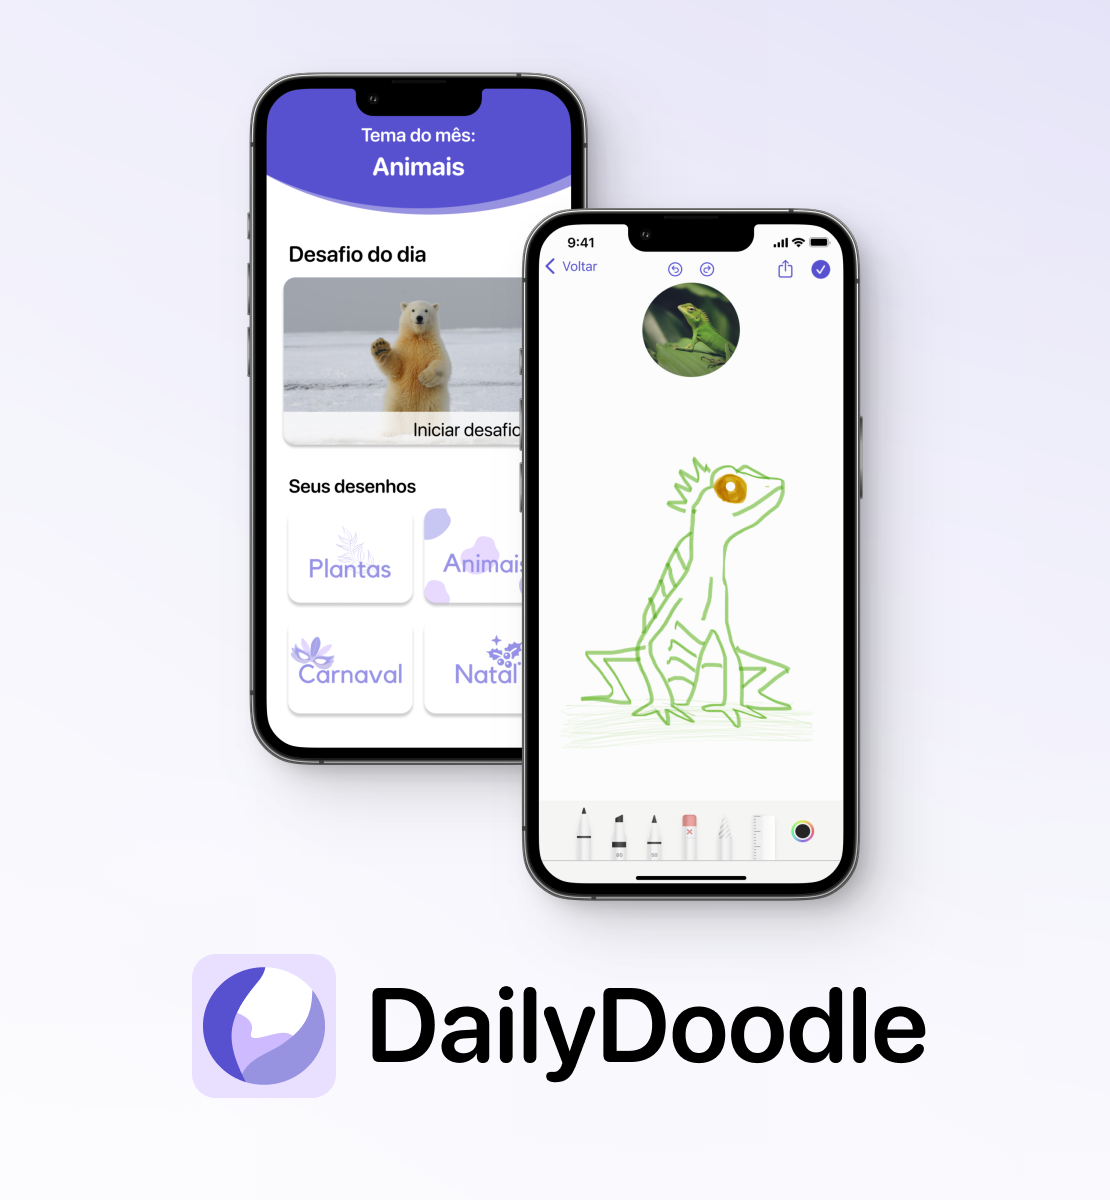 Tema do mês:
Animais
Desafio do dia
Iniciar desafio
Seus desenhos
Plantas
Animais
Carnaval
Natal
9:41
Voltar
DailyDoodle